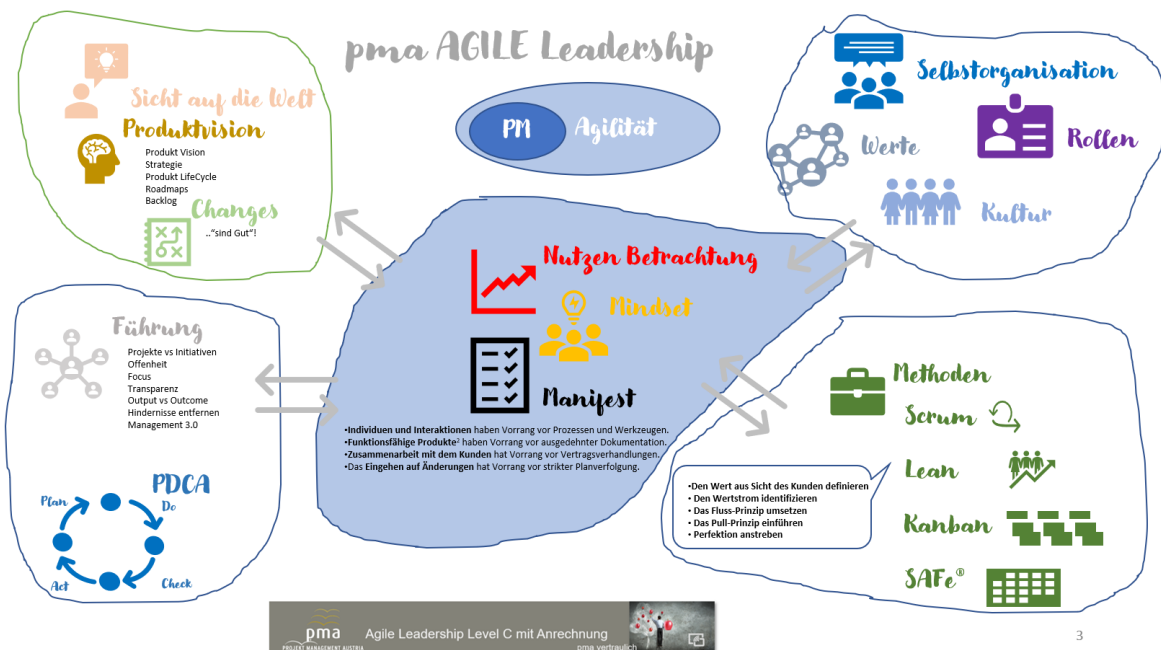 pma AGILE Leadership
PM
Agilität
Sicht auf die Welt
Produktvision
Produkt Vision
Strategie
Produkt LifeCycle
Roadmaps
Backlog
Changes
..“sind Gut“!
Selbstorganisation
Rollen
Werte
Kultur
Nutzen Betrachtung
Mindset
Manifest
•Individuen und Interaktionen haben Vorrang vor Prozessen und Werkzeugen.
•Funktionsfähige Produkte² haben Vorrang vor ausgedehnter Dokumentation.
•Zusammenarbeit mit dem Kunden hat Vorrang vor Vertragsverhandlungen.
•Das Eingehen auf Änderungen hat Vorrang vor strikter Planverfolgung.
Führung
Projekte vs Initiativen
Offenheit
Focus
Transparenz
Output vs Outcome
Hindernisse entfernen
Management 3.0
PDCA
Plan
Do
Act
Check
Methoden
Scrum
Lean
•Den Wert aus Sicht des Kunden definieren
• Den Wertstrom identifizieren
• Das Fluss-Prinzip umsetzen
• Das Pull-Prinzip einführen
• Perfektion anstreben
Kanban
SAFe®
pma
PROJEKT MANAGEMENT AUSTRIA
Agile Leadership Level C mit Anrechnung
pma vertraulich
3